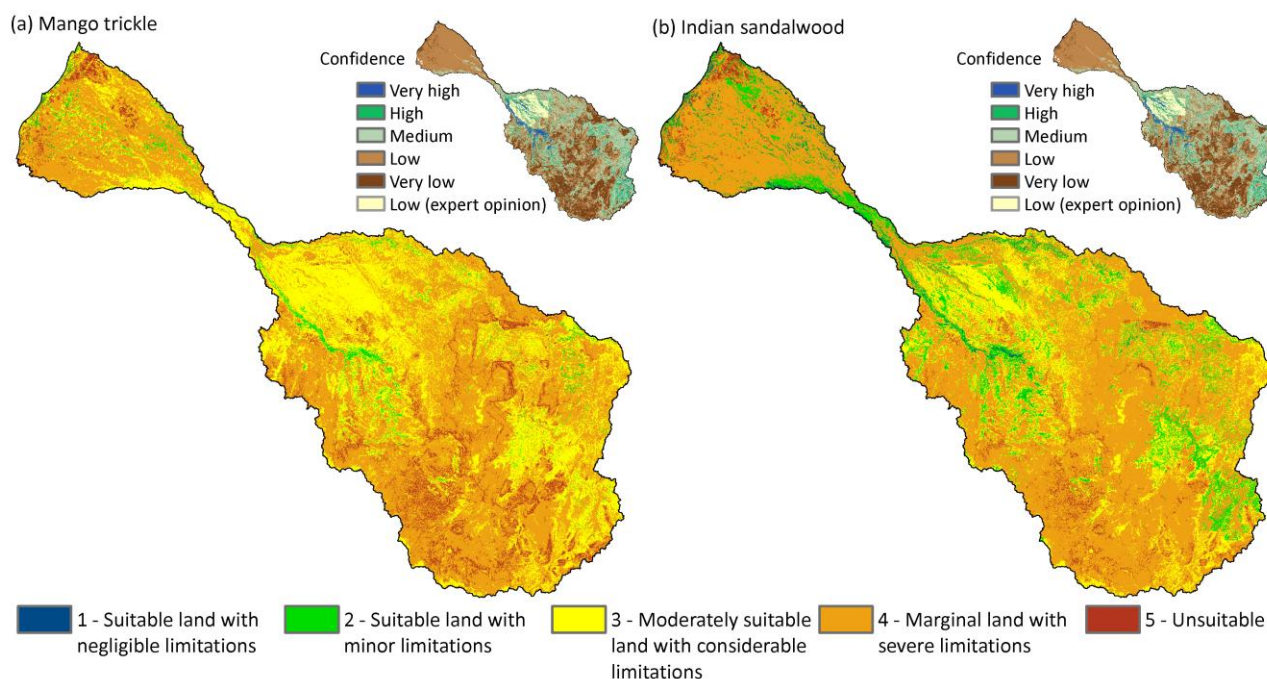 (a) Mango trickle
Confidence
Very high
High
Medium
Low
Very low
Low (expert opinion)
(b) Indian sandalwood
Confidence
Very high
High
Medium
Low
Very low
Low (expert opinion)
1 - Suitable land with
negligible limitations
2 - Suitable land with
minor limitations
3 - Moderately suitable
land with considerable
limitations
4 - Marginal land with
severe limitations
5 - Unsuitable